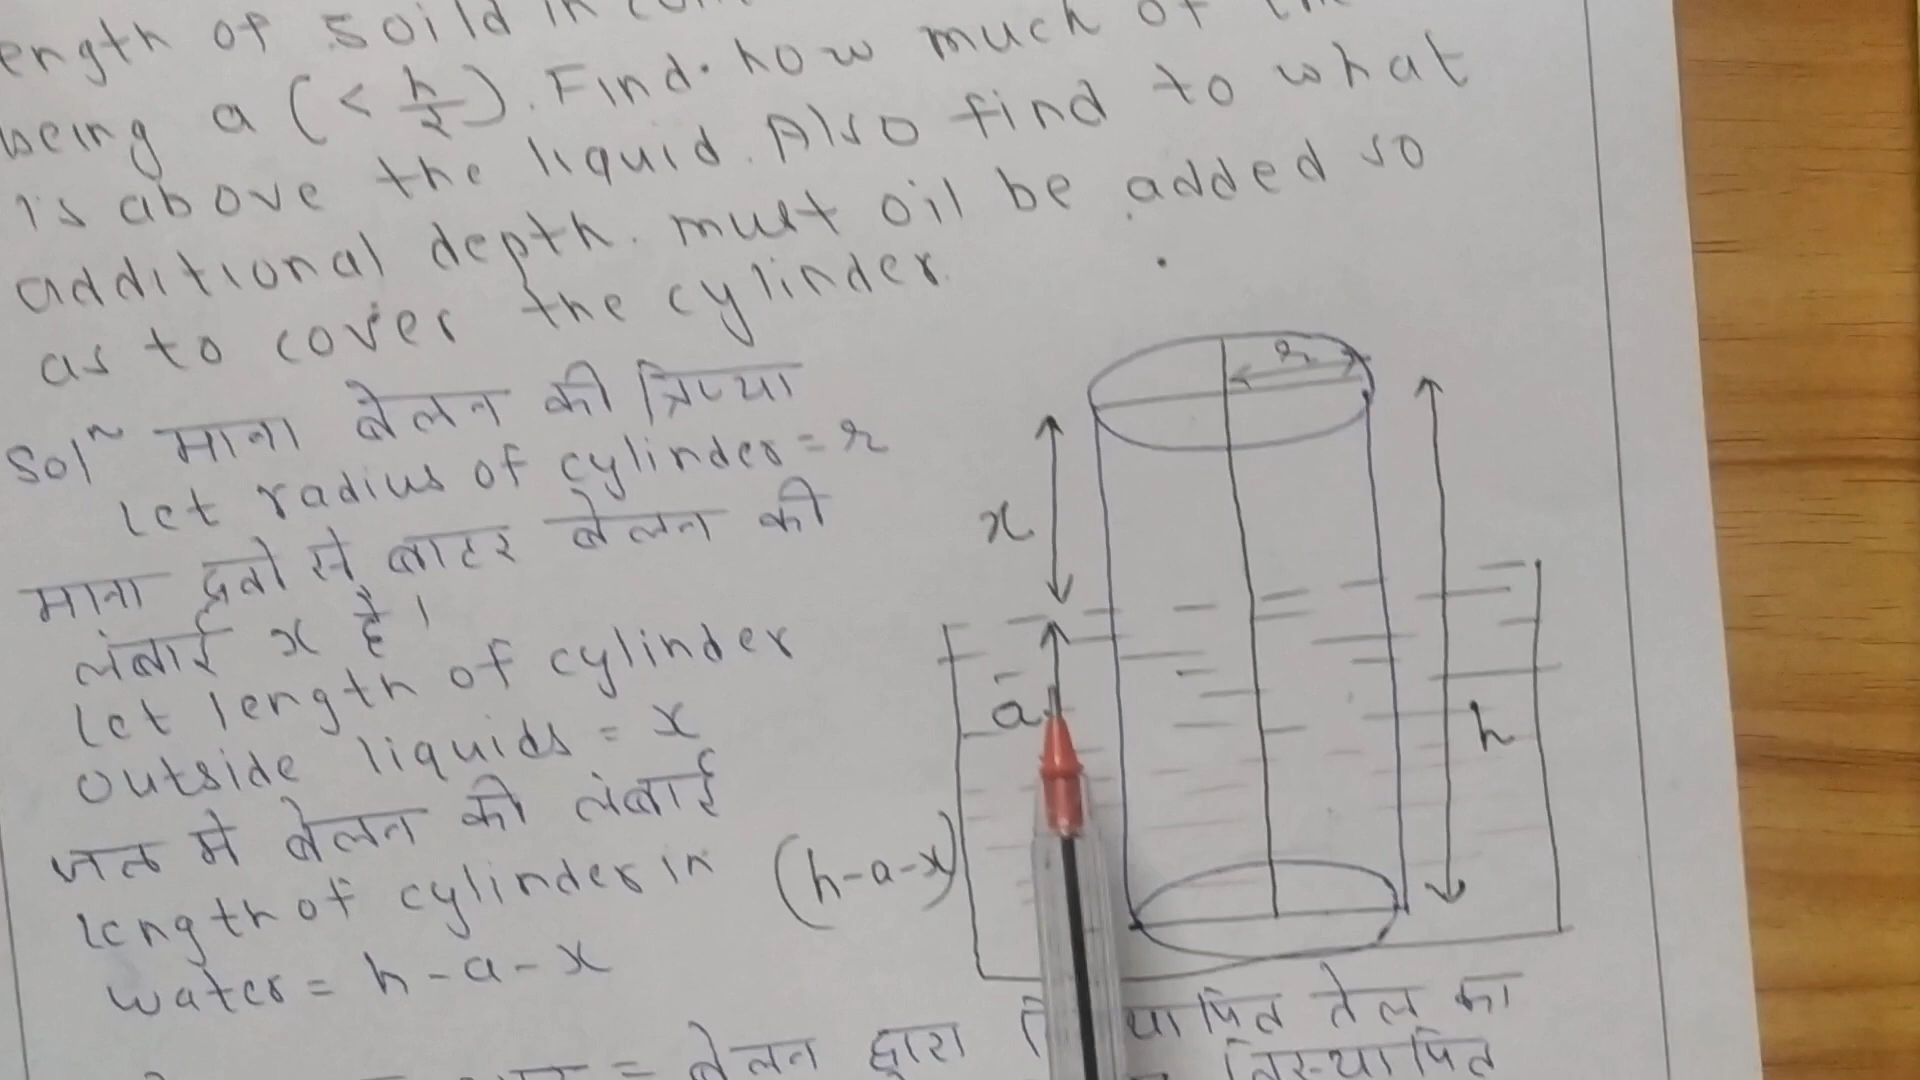 ength of soild in
being a (< h/2). Find. how much of
is above the liquid. Also find to what
additional depth. must oil be added so
as to cover the cylinder.
Sol~ माना बेलन की त्रिज्या
Let radius of cylinder = r
माना द्रवो से बाहर बेलन की
लंबाई x है।
Let length of cylinder
outside liquids = x
जल मे बेलन की लंबाई
length of cylinder in
water = h-a-x
= बेलन द्वारा
तेल का
r
x
a
h
(h-a-x)